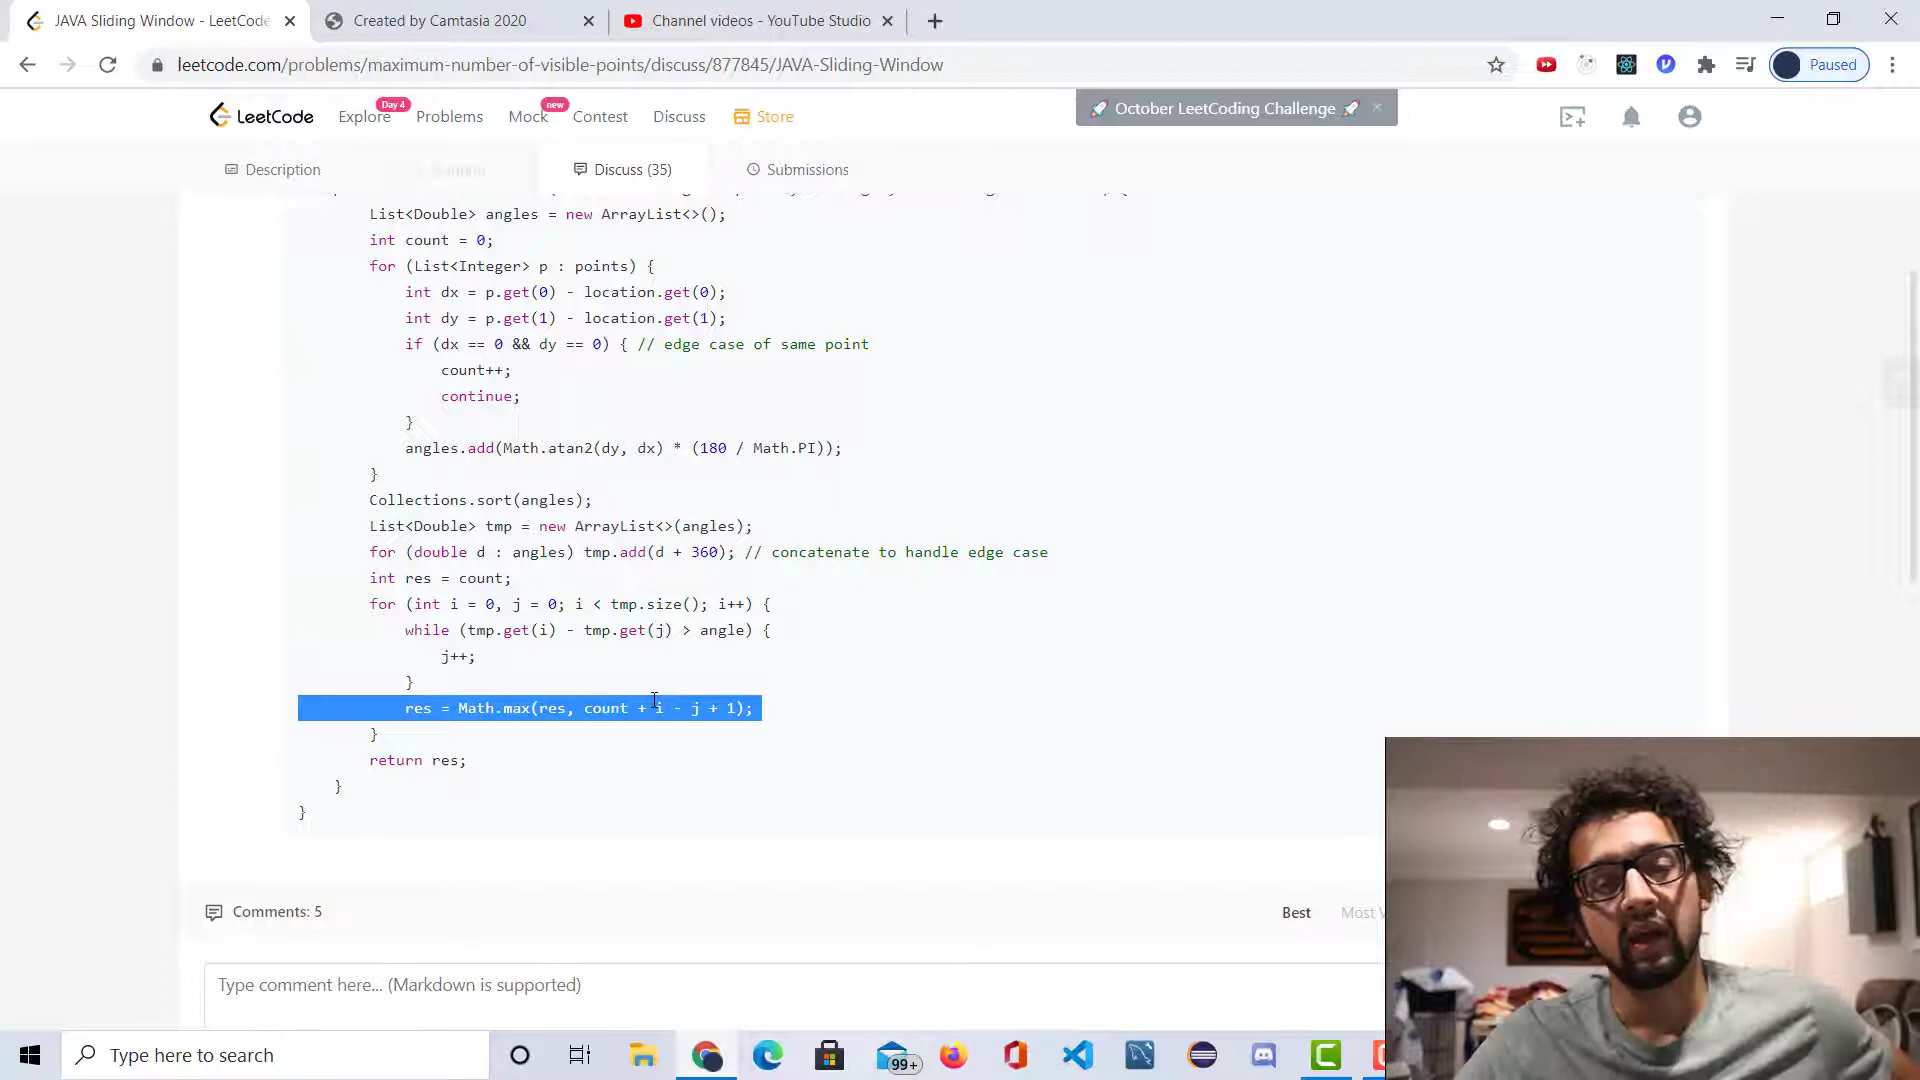 JAVA Sliding Window - LeetCode
Created by Camtasia 2020
Channel videos - YouTube Studio
leetcode.com/problems/maximum-number-of-visible-points/discuss/877845/JAVA-Sliding-Window
Paused
LeetCode
Explore
Day 4
Problems
Mock
new
Contest
Discuss
Store
October LeetCoding Challenge
Description
Discuss (35)
Submissions
List<Double> angles = new ArrayList<>();
int count = 0;
for (List<Integer> p : points) {
int dx = p.get(0) - location.get(0);
int dy = p.get(1) - location.get(1);
if (dx == 0 && dy == 0) { // edge case of same point
count++;
continue;
}
angles.add(Math.atan2(dy, dx) * (180 / Math.PI));
}
Collections.sort(angles);
List<Double> tmp = new ArrayList<>(angles);
for (double d : angles) tmp.add(d + 360); // concatenate to handle edge case
int res = count;
for (int i = 0, j = 0; i < tmp.size(); i++) {
while (tmp.get(i) - tmp.get(j) > angle) {
j++;
}
res = Math.max(res, count + i - j + 1);
}
return res;
}
}
Comments: 5
Best
Most V
Type comment here... (Markdown is supported)
Type here to search
99+